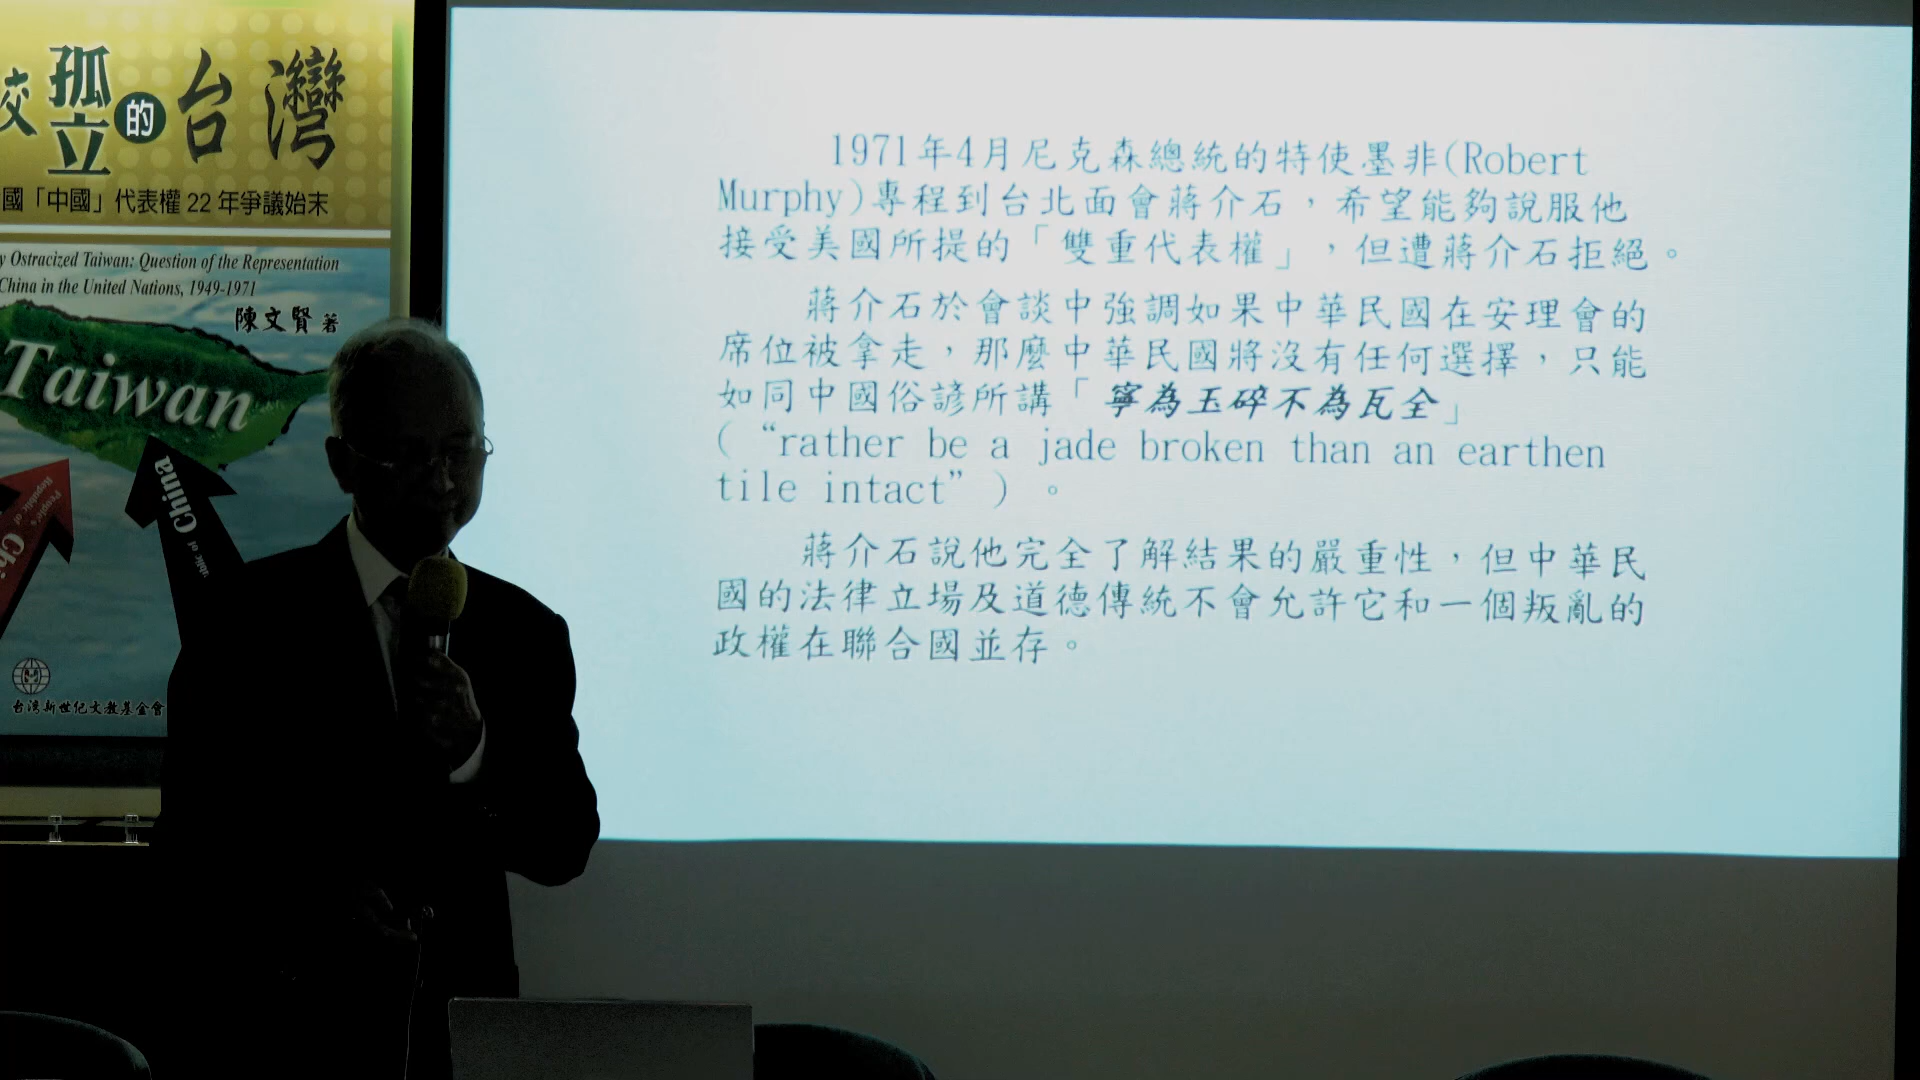 孤立的台灣
國「中國」代表權22年爭議始末
Ostracized Taiwan: Question of the Representation
China in the United Nations, 1949-1971
陳文賢 著
Taiwan
People's
Republic of
China
台灣新世紀文教基金會
1971年4月尼克森總統的特使墨非(Robert
Murphy)專程到台北面會蔣介石，希望能夠說服他
接受美國所提的「雙重代表權」，但遭蔣介石拒絕。
蔣介石於會談中強調如果中華民國在安理會的
席位被拿走，那麼中華民國將沒有任何選擇，只能
如同中國俗諺所講「寧為玉碎不為瓦全」
(“rather be a jade broken than an earthen
tile intact”)。
蔣介石說他完全了解結果的嚴重性，但中華民
國的法律立場及道德傳統不會允許它和一個叛亂的
政權在聯合國並存。